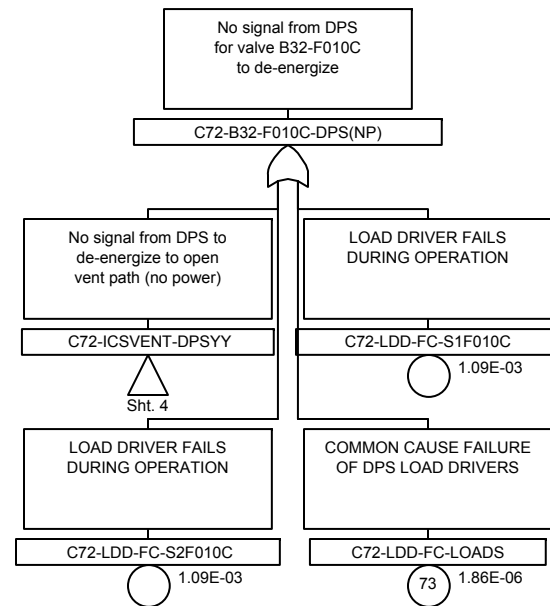 No signal from DPS
for valve B32-F010C
to de-energize
C72-B32-F010C-DPS(NP)
No signal from DPS to
de-energize to open
vent path (no power)
C72-ICSVENT-DPSYY
Sht. 4
LOAD DRIVER FAILS
DURING OPERATION
C72-LDD-FC-S1F010C
1.09E-03
LOAD DRIVER FAILS
DURING OPERATION
C72-LDD-FC-S2F010C
1.09E-03
COMMON CAUSE FAILURE
OF DPS LOAD DRIVERS
C72-LDD-FC-LOADS
73 1.86E-06